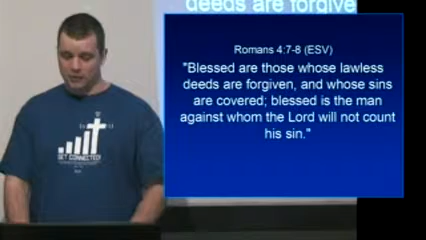 deeds are forgive
Romans 4:7-8 (ESV)
"Blessed are those whose lawless
deeds are forgiven, and whose sins
are covered; blessed is the man
against whom the Lord will not count
his sin."
GET CONNECTED!